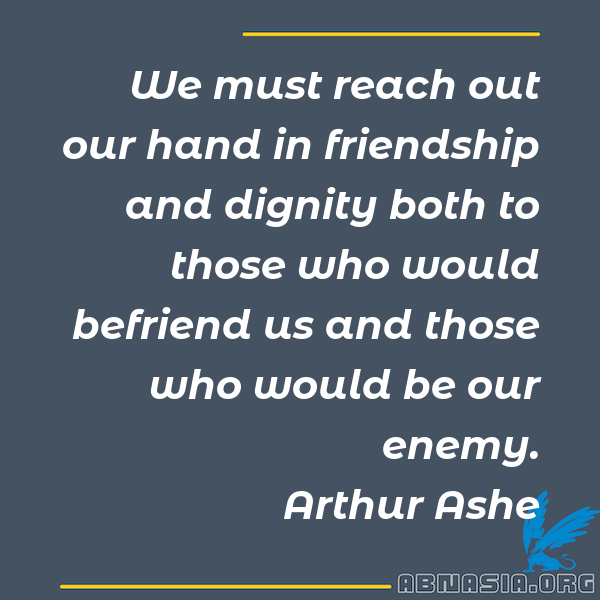 We must reach out
our hand in friendship
and dignity both to
those who would
befriend us and those
who would be our
enemy.
Arthur Ashe
ABNASIA.ORG